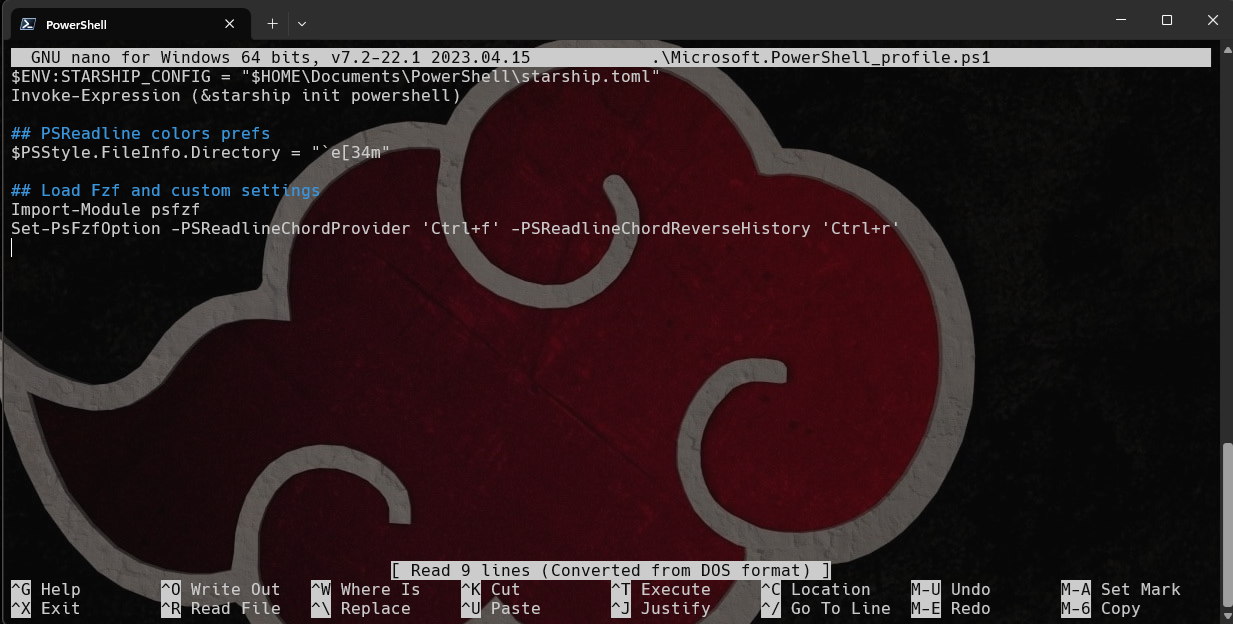 PowerShell
GNU nano for Windows 64 bits, v7.2-22.1 2023.04.15 .\Microsoft.PowerShell_profile.ps1
$ENV:STARSHIP_CONFIG = "$HOME\Documents\PowerShell\starship.toml"
Invoke-Expression (&starship init powershell)
## PSReadline colors prefs
$PSStyle.FileInfo.Directory = "`e[34m"
## Load Fzf and custom settings
Import-Module psfzf
Set-PsFzfOption -PSReadlineChordProvider 'Ctrl+f' -PSReadlineChordReverseHistory 'Ctrl+r'
[ Read 9 lines (Converted from DOS format) ]
^G Help ^O Write Out ^W Where Is ^K Cut ^T Execute ^C Location M-U Undo M-A Set Mark
^X Exit ^R Read File ^\ Replace ^U Paste ^J Justify ^/ Go To Line M-E Redo M-6 Copy